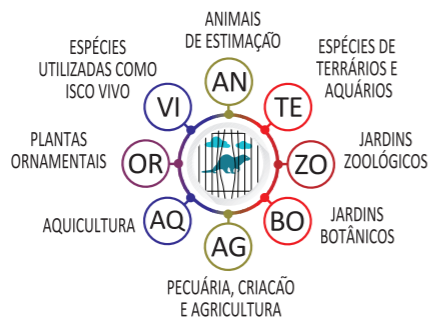 ANIMAIS
DE ESTIMAÇÃO
AN
ESPÉCIES DE
TERRÁRIOS E
AQUÁRIOS
TE
JARDINS
ZOOLÓGICOS
ZO
JARDINS
BOTÂNICOS
BO
AG
PECUÁRIA, CRIACÃO
E AGRICULTURA
AQUICULTURA
AQ
PLANTAS
ORNAMENTAIS
OR
ESPÉCIES
UTILIZADAS COMO
ISCO VIVO
VI